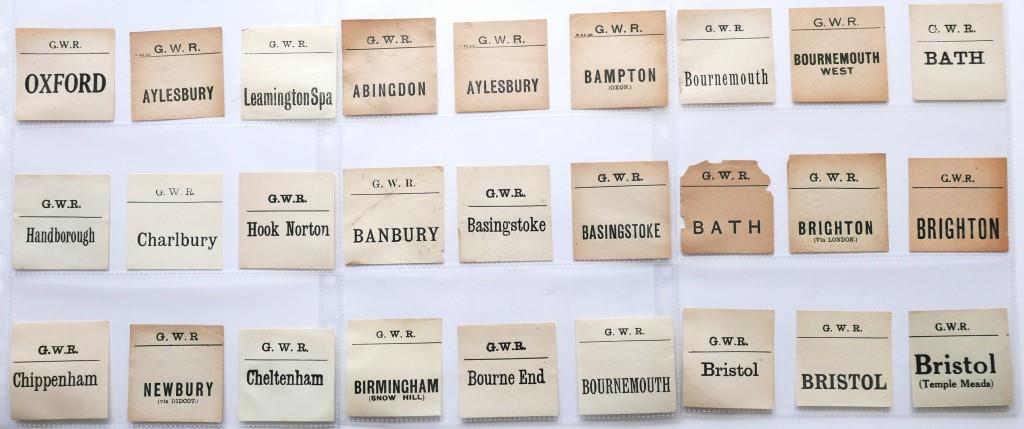 G.W.R.
OXFORD
G. W. R.
AYLESBURY
G. W. R.
Leamington Spa
G. W. R.
ABINGDON
G. W. R.
AYLESBURY
G. W. R.
BAMPTON
(OXON.)
G. W. R.
Bournemouth
G. W. R.
BOURNEMOUTH
WEST
G. W. R.
BATH
G.W.R.
Handborough
G. W. R.
Charlbury
G.W.R.
Hook Norton
G. W. R.
BANBURY
G.W.R.
Basingstoke
G. W. R.
BASINGSTOKE
G. W. R.
BATH
G. W. R.
BRIGHTON
(Via LONDON.)
G.W.R.
BRIGHTON
G.W.R.
Chippenham
G. W. R
NEWBURY
(via DIDCOT.)
G. W. R.
Cheltenham
G. W. R.
BIRMINGHAM
(SNOW HILL)
G.W.R.
Bourne End
G. W. R.
BOURNEMOUTH
G.W.R.
Bristol
G. W. R.
BRISTOL
G.W.R.
Bristol
(Temple Meads)